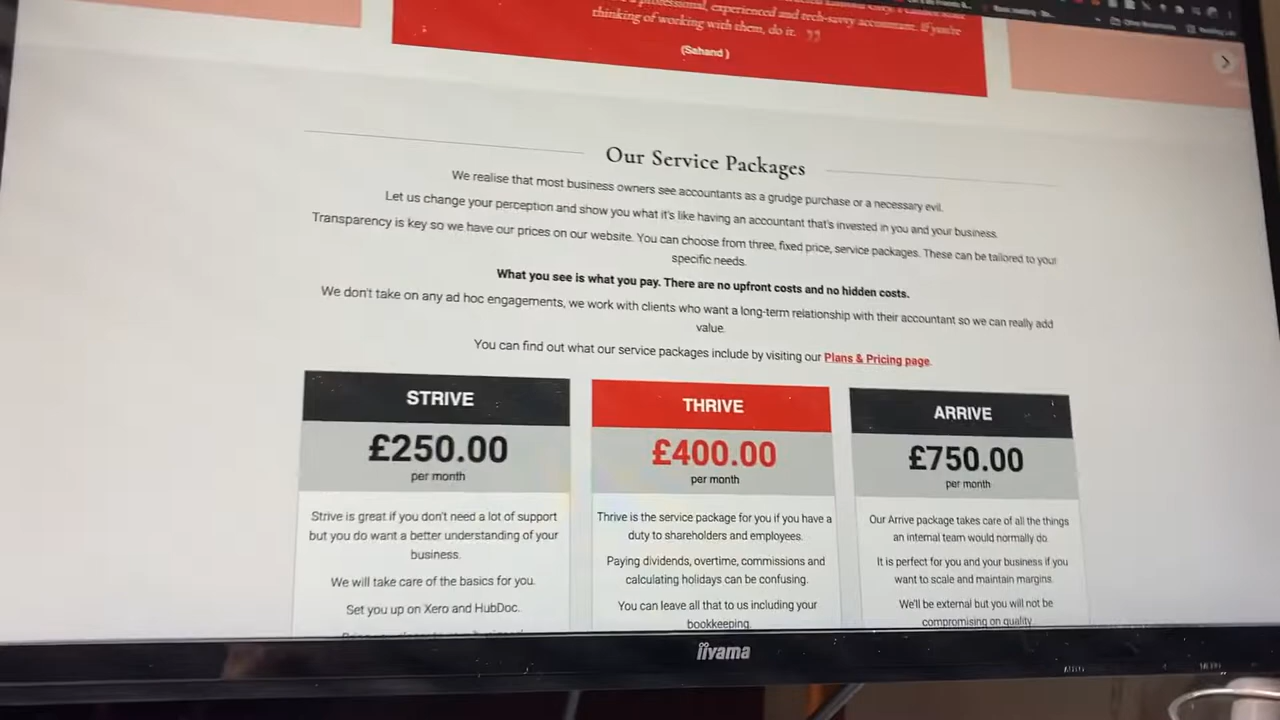 professional, experienced and tech-savvy accountant. If you're
thinking of working with them, do it. ”
(Sahand )
Our Service Packages
We realise that most business owners see accountants as a grudge purchase or a necessary evil.
Let us change your perception and show you what it's like having an accountant that's invested in you and your business.
Transparency is key so we have our prices on our website. You can choose from three, fixed price, service packages. These can be tailored to your
specific needs.
What you see is what you pay. There are no upfront costs and no hidden costs.
We don't take on any ad hoc engagements, we work with clients who want a long-term relationship with their accountant so we can really add
value.
You can find out what our service packages include by visiting our Plans & Pricing page.
STRIVE
£250.00
per month
Strive is great if you don't need a lot of support
but you do want a better understanding of your
business.
We will take care of the basics for you.
Set you up on Xero and HubDoc.
THRIVE
£400.00
per month
Thrive is the service package for you if you have a
duty to shareholders and employees.
Paying dividends, overtime, commissions and
calculating holidays can be confusing.
You can leave all that to us including your
bookkeeping.
ARRIVE
£750.00
per month
Our Arrive package takes care of all the things
an internal team would normally do.
It is perfect for you and your business if you
want to scale and maintain margins.
We'll be external but you will not be
compromising on quality
iiyama